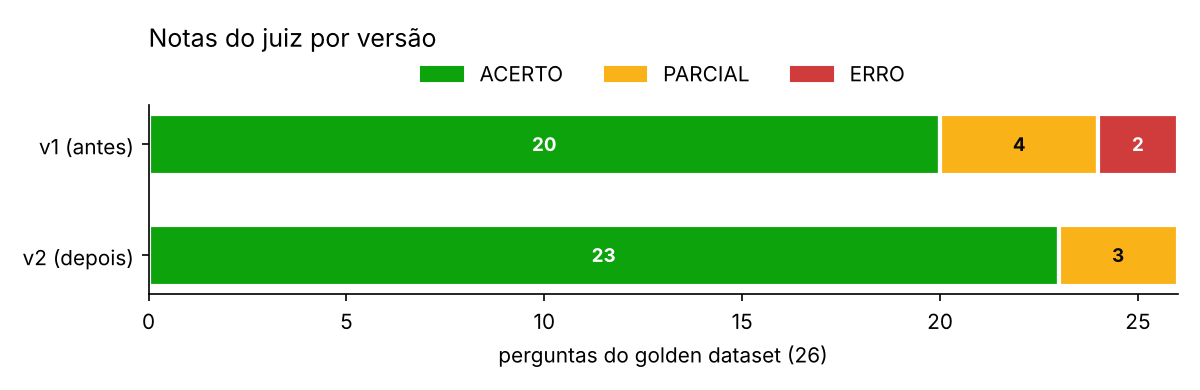 Notas do juiz por versão
ACERTO PARCIAL ERRO
v1 (antes) 20 4 2
v2 (depois) 23 3
0 5 10 15 20 25
perguntas do golden dataset (26)